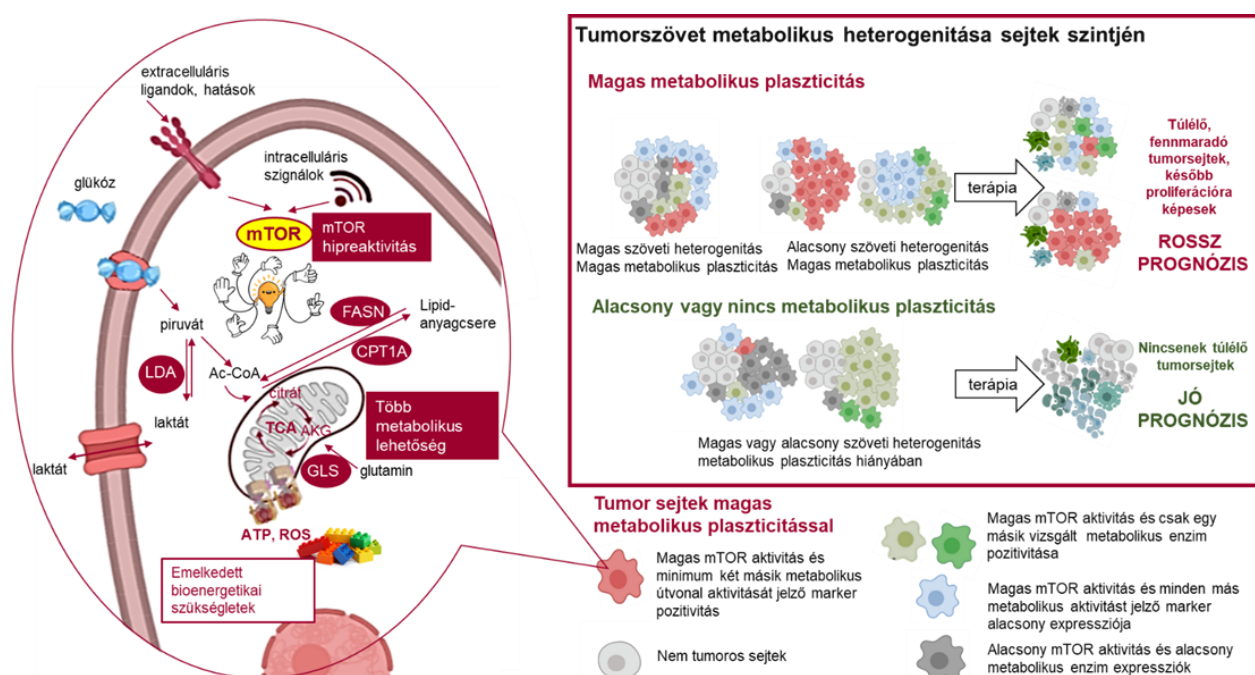 extracelluláris
ligandok, hatások
glükóz
intracelluláris
szignálok
mTOR
mTOR
hipreaktivitás
FASN
Lipid-
anyagcsere
CPT1A
piruvát
LDA
Ac-CoA
laktát
laktát
citrát
TCA
AKG
Több
metabolikus
lehetőség
GLS
glutamin
ATP, ROS
Emelkedett
bioenergetikai
szükségletek
Tumorszövet metabolikus heterogenitása sejtek szintjén
Magas metabolikus plaszticitás
Magas szöveti heterogenitás
Magas metabolikus plaszticitás
Alacsony szöveti heterogenitás
Magas metabolikus plaszticitás
terápia
Túlélő,
fennmaradó
tumorsejtek,
később
proliferációra
képesek
ROSSZ
PROGNÓZIS
Alacsony vagy nincs metabolikus plaszticitás
Magas vagy alacsony szöveti heterogenitás
metabolikus plaszticitás hiányában
terápia
Nincsenek túlélő
tumorsejtek
JÓ
PROGNÓZIS
Tumor sejtek magas
metabolikus plaszticitással
Magas mTOR aktivitás és
minimum két másik metabolikus
útvonal aktivitását jelző marker
pozitivitás
Nem tumoros sejtek
Magas mTOR aktivitás és csak egy
másik vizsgált metabolikus enzim
pozitivitása
Magas mTOR aktivitás és minden más
metabolikus aktivitást jelző marker
alacsony expressziója
Alacsony mTOR aktivitás és alacsony
metabolikus enzim expressziók